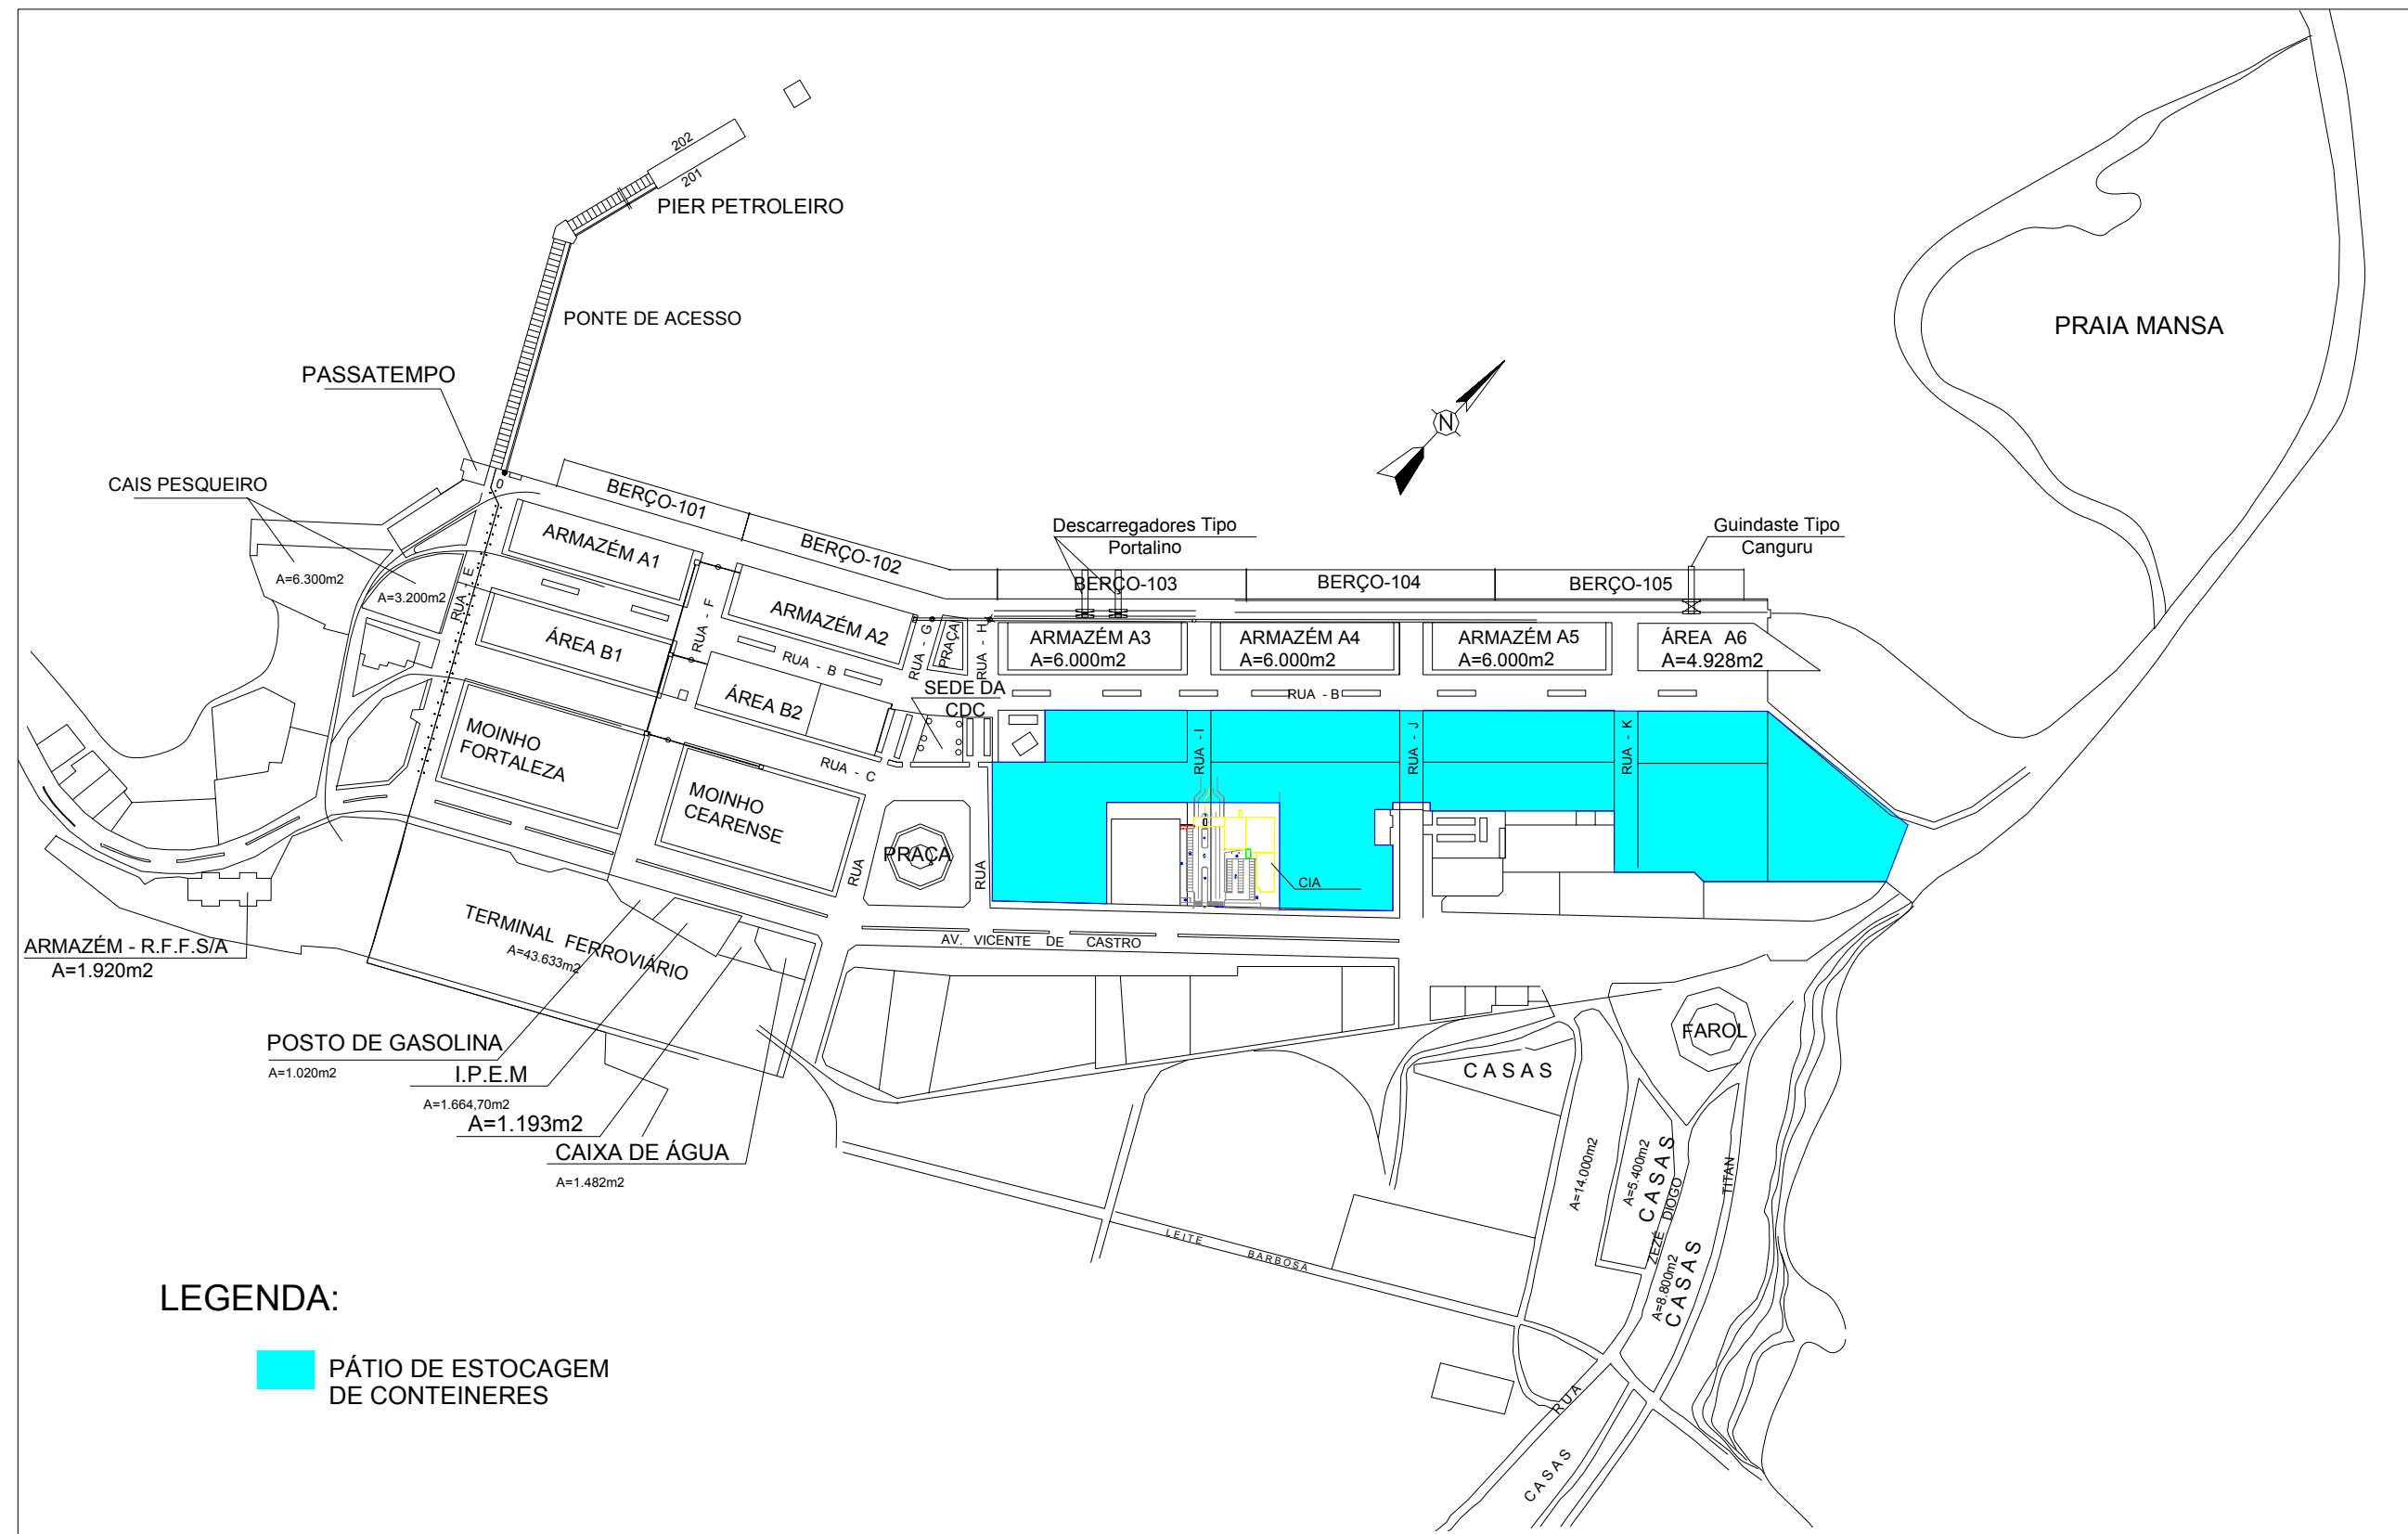 202
201
PIER PETROLEIRO
PONTE DE ACESSO
PRAIA MANSA
PASSATEMPO
N
CAIS PESQUEIRO
0
BERÇO-101
BERÇO-102
Descarregadores Tipo
Portalino
Guindaste Tipo
Canguru
BERÇO-103
BERÇO-104
BERÇO-105
A=6.300m2
A=3.200m2
RUA - E
ARMAZÉM A1
RUA - F
ARMAZÉM A2
RUA - G
PRAÇA
RUA - H
ARMAZÉM A3
A=6.000m2
ARMAZÉM A4
A=6.000m2
ARMAZÉM A5
A=6.000m2
ÁREA A6
A=4.928m2
ÁREA B1
RUA - B
ÁREA B2
SEDE DA
CDC
RUA - B
RUA - I
RUA - J
RUA - K
MOINHO
FORTALEZA
RUA - C
MOINHO
CEARENSE
RUA
PRAÇA
RUA
CIA
TERMINAL FERROVIÁRIO
A=43.633m2
AV. VICENTE DE CASTRO
ARMAZÉM - R.F.F.S/A
A=1.920m2
POSTO DE GASOLINA
A=1.020m2
I.P.E.M
A=1.664,70m2
A=1.193m2
CAIXA DE ÁGUA
A=1.482m2
FAROL
CASAS
A=14.000m2
A=5.400m2
CASAS
ZEZÉ DIOGO
TITAN
A=8.800m2
CASAS
LEITE BARBOSA
RUA
CASAS
LEGENDA:
PÁTIO DE ESTOCAGEM
DE CONTEINERES